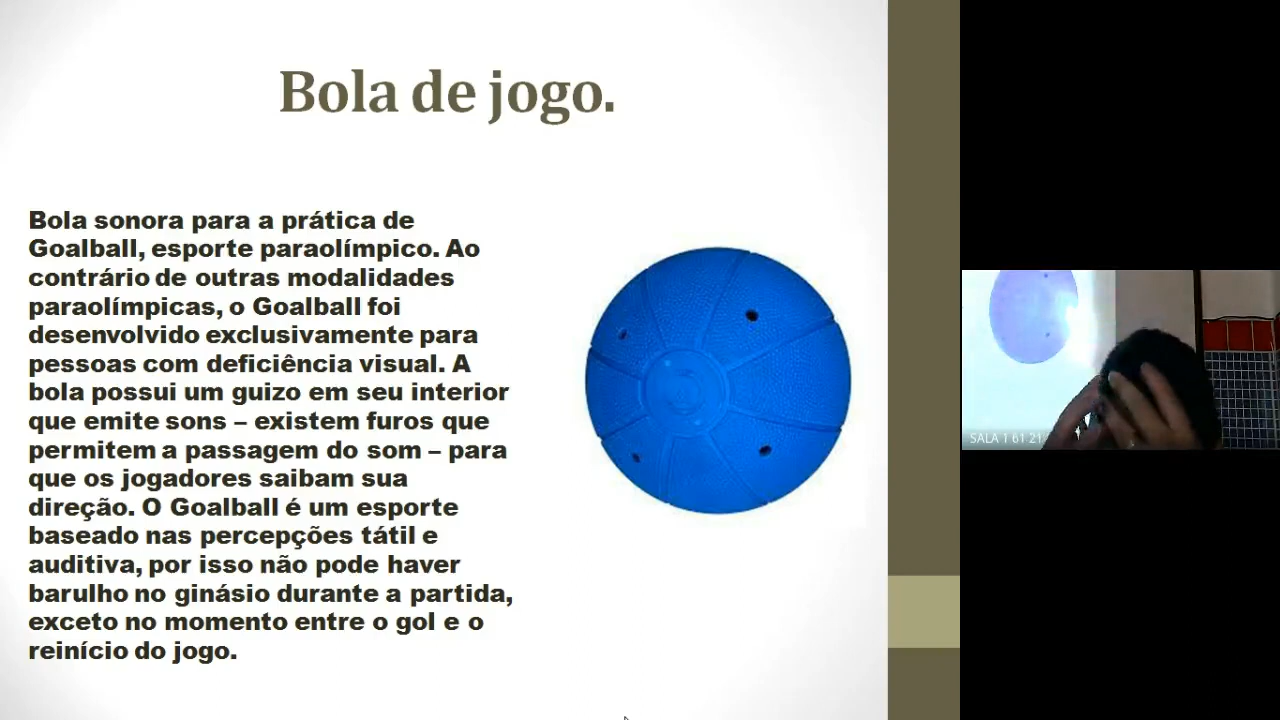 Bola de jogo.
Bola sonora para a prática de
Goalball, esporte paraolímpico. Ao
contrário de outras modalidades
paraolímpicas, o Goalball foi
desenvolvido exclusivamente para
pessoas com deficiência visual. A
bola possui um guizo em seu interior
que emite sons – existem furos que
permitem a passagem do som – para
que os jogadores saibam sua
direção. O Goalball é um esporte
baseado nas percepções tátil e
auditiva, por isso não pode haver
barulho no ginásio durante a partida,
exceto no momento entre o gol e o
reinício do jogo.
SALA 1 61 21